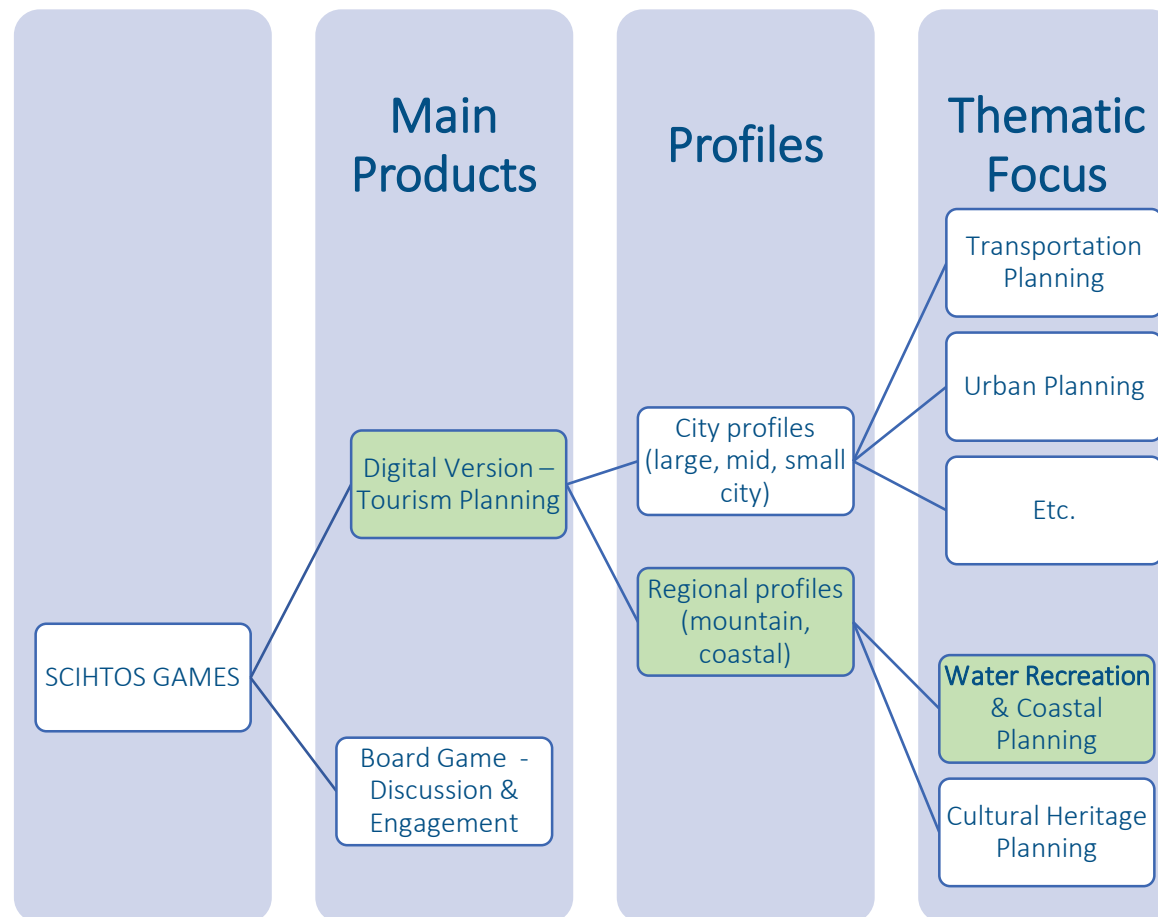 Main
Products
Profiles
Thematic
Focus
Transportation
Planning
Urban Planning
City profiles
(large, mid, small
city)
Digital Version –
Tourism Planning
Etc.
Regional profiles
(mountain,
coastal)
SCIHTOS GAMES
Water Recreation
& Coastal
Planning
Board Game -
Discussion &
Engagement
Cultural Heritage
Planning